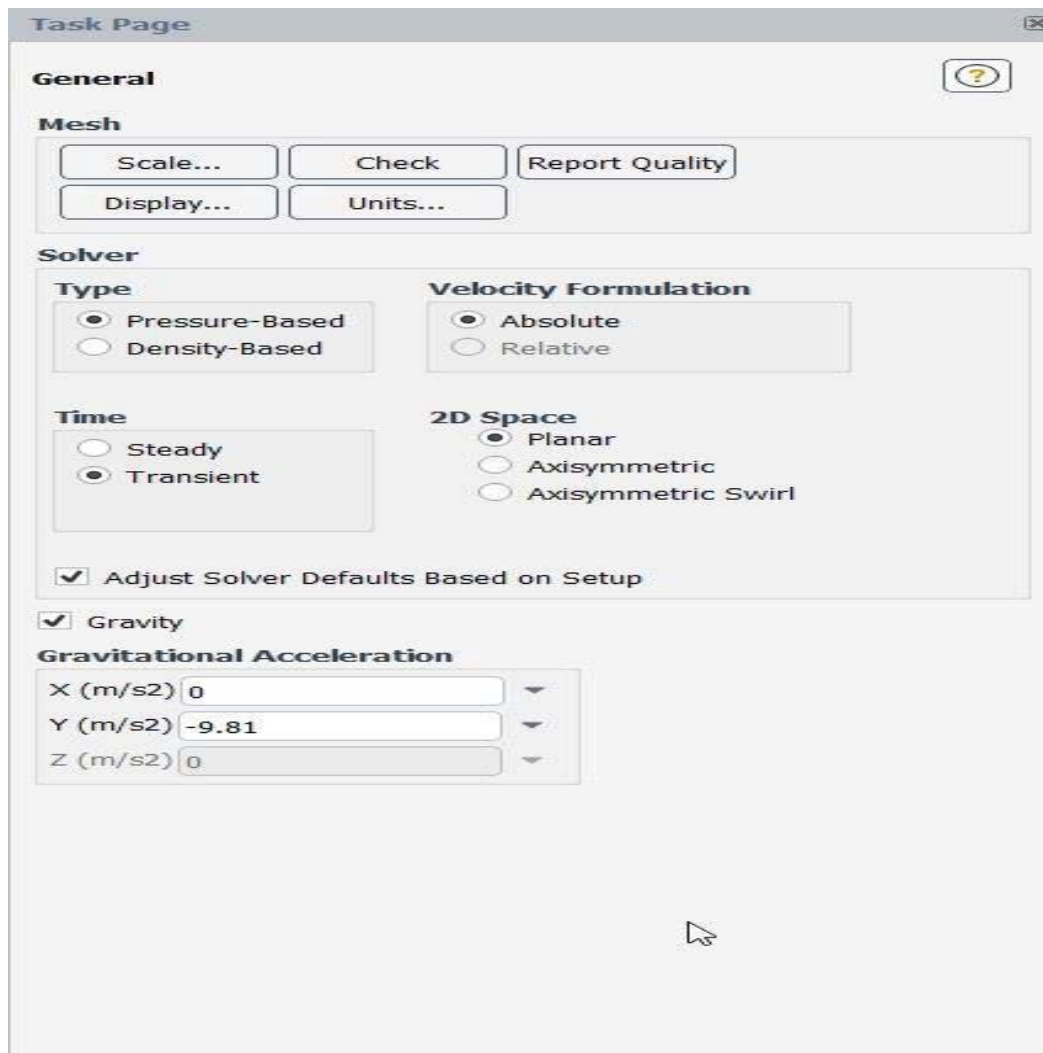 Task Page
General
?
Mesh
Scale... Check Report Quality
Display... Units...
Solver
Type Velocity Formulation
Pressure-Based Absolute
Density-Based Relative
Time 2D Space
Steady Planar
Transient Axisymmetric
Axisymmetric Swirl
Adjust Solver Defaults Based on Setup
Gravity
Gravitational Acceleration
X (m/s2) 0
Y (m/s2) -9.81
Z (m/s2) 0